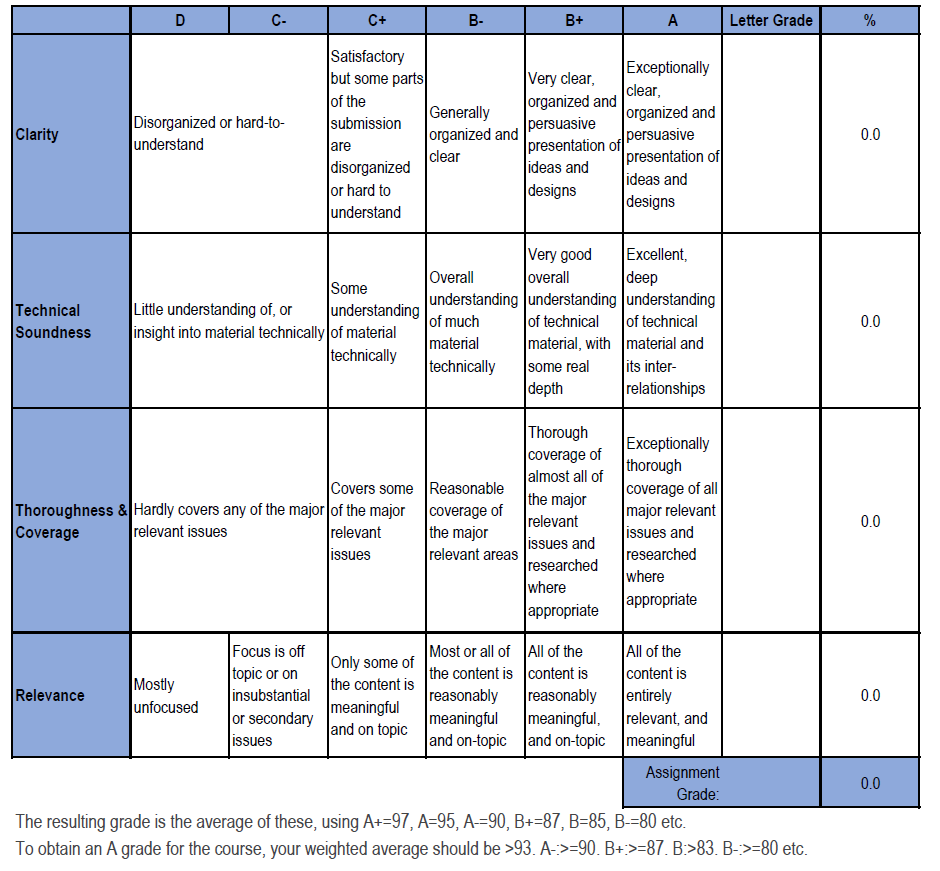 D C- C+ B- B+ A Letter Grade %
Clarity
Disorganized or hard-to-
understand
Satisfactory
but some parts
of the
submission
are
disorganized
or hard to
understand
Generally
organized and
clear
Very clear,
organized and
persuasive
presentation of
ideas and
designs
Exceptionally
clear,
organized and
persuasive
presentation of
ideas and
designs
0.0
Technical
Soundness
Little understanding of, or
insight into material technically
Some
understanding
of material
technically
Overall
understanding
of much
material
technically
Very good
overall
understanding
of technical
material, with
some real
depth
Excellent,
deep
understanding
of technical
material and
its inter-
relationships
0.0
Thoroughness &
Coverage
Hardly covers any of the major
relevant issues
Covers some
of the major
relevant
issues
Reasonable
coverage of
the major
relevant areas
Thorough
coverage of
almost all of
the major
relevant
issues and
researched
where
appropriate
Exceptionally
thorough
coverage of all
major relevant
issues and
researched
where
appropriate
0.0
Relevance
Mostly
unfocused
Focus is off
topic or on
insubstantial
or secondary
issues
Only some of
the content is
meaningful
and on topic
Most or all of
the content is
reasonably
meaningful
and on-topic
All of the
content is
reasonably
meaningful,
and on-topic
All of the
content is
entirely
relevant, and
meaningful
0.0
Assignment
Grade:
0.0
The resulting grade is the average of these, using A+=97, A=95, A-=90, B+=87, B=85, B-=80 etc.
To obtain an A grade for the course, your weighted average should be >93. A-:>=90. B+:>=87. B:>83. B-:>=80 etc.